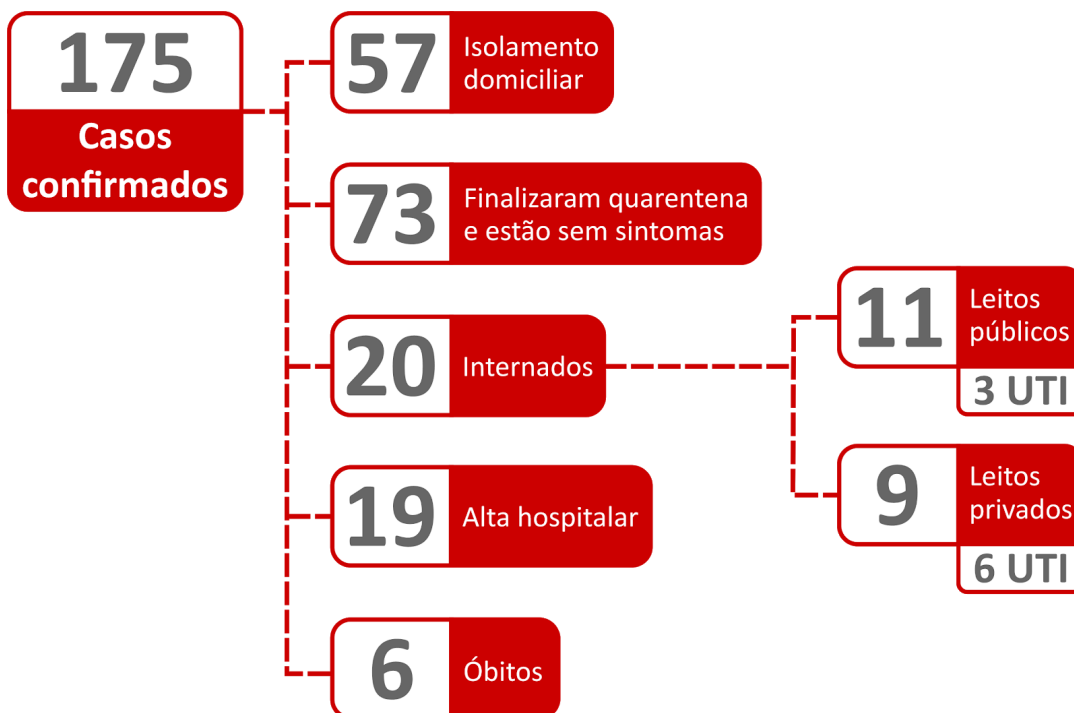 175
Casos
confirmados
57
Isolamento
domiciliar
73
Finalizaram quarentena
e estão sem sintomas
20
Internados
11
Leitos
públicos
3 UTI
9
Leitos
privados
6 UTI
19
Alta hospitalar
6
Óbitos